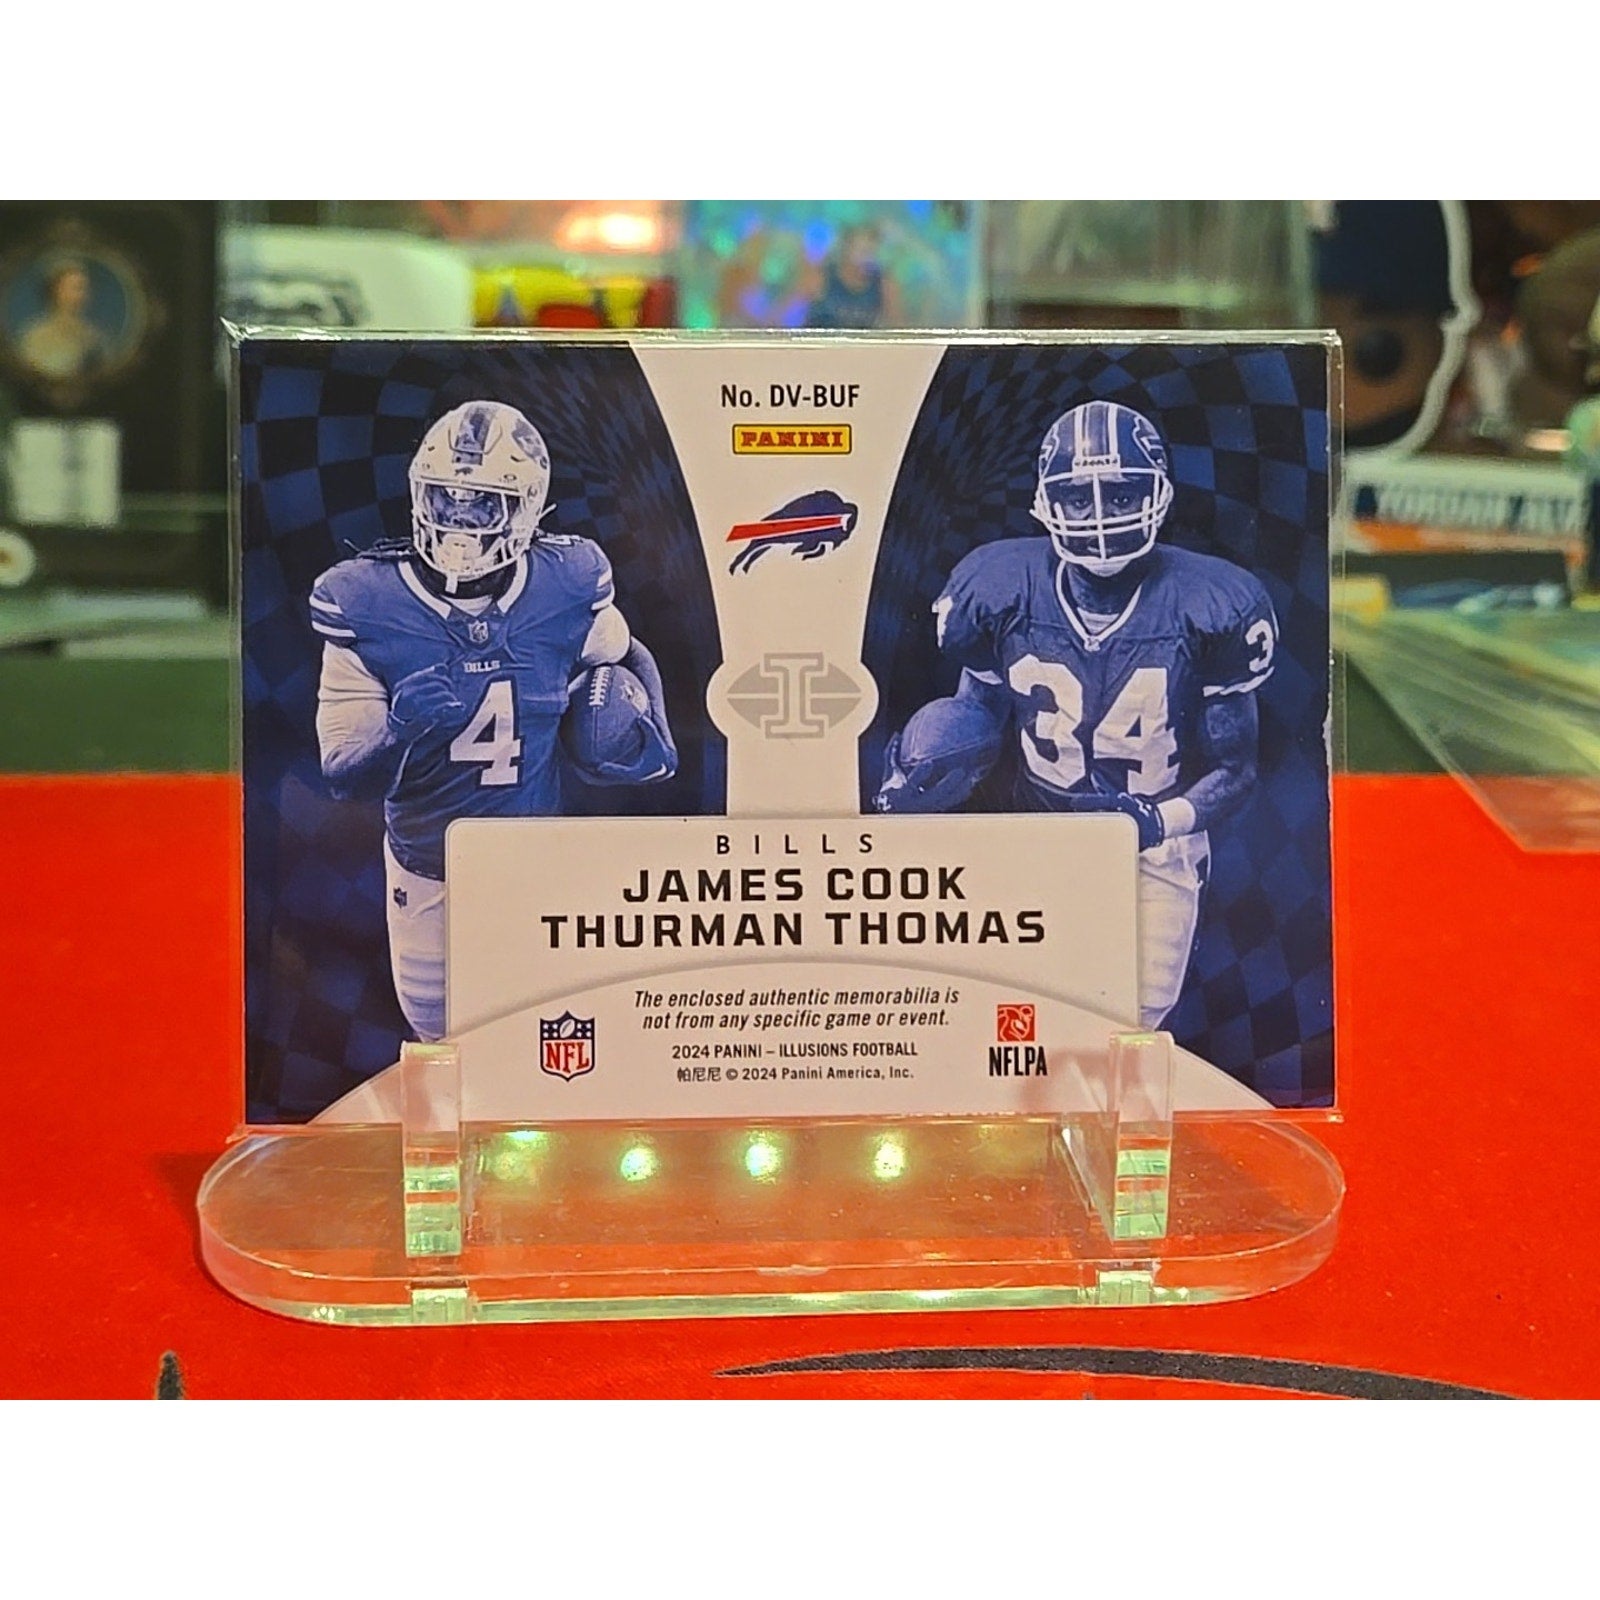 No. DV-BUF
PANINI
BILLS
4
34
3
BILLS
JAMES COOK
THURMAN THOMAS
The enclosed authentic memorabilia is
not from any specific game or event.
NFL
NFLPA
2024 PANINI – ILLUSIONS FOOTBALL
帕尼尼 © 2024 Panini America, Inc.